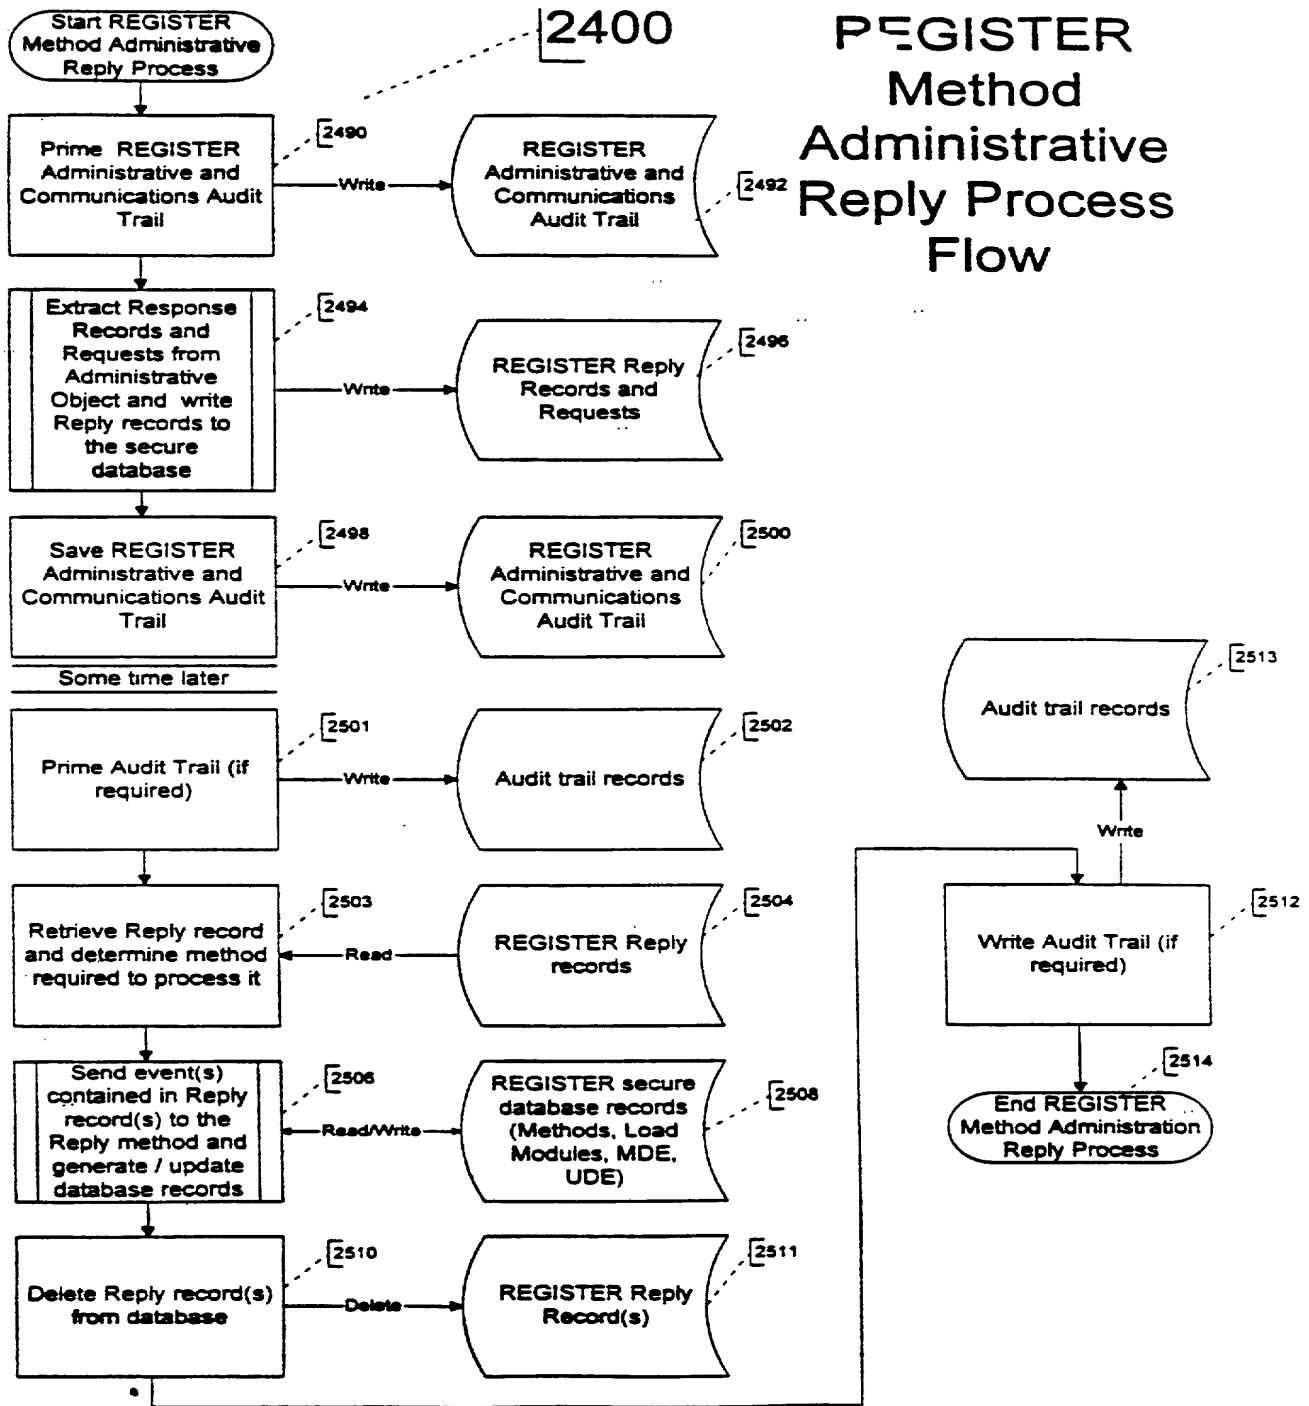 Start REGISTER
Method Administrative
Reply Process
2400
REGISTER
Method
Administrative
Reply Process
Flow
Prime REGISTER
Administrative and
Communications Audit
Trail
2490
Write
REGISTER
Administrative and
Communications
Audit Trail
2492
Extract Response
Records and
Requests from
Administrative
Object and write
Reply records to
the secure
database
2494
Write
REGISTER Reply
Records and
Requests
2496
Save REGISTER
Administrative and
Communications Audit
Trail
2498
Write
REGISTER
Administrative and
Communications
Audit Trail
2500
Some time later
Prime Audit Trail (if
required)
2501
Write
Audit trail records
2502
Retrieve Reply record
and determine method
required to process it
2503
Read
REGISTER Reply
records
2504
Send event(s)
contained in Reply
record(s) to the
Reply method and
generate / update
database records
2506
Read/Write
REGISTER secure
database records
(Methods, Load
Modules, MDE,
UDE)
2508
Delete Reply record(s)
from database
2510
Delete
REGISTER Reply
Record(s)
2511
Audit trail records
2513
Write
Write Audit Trail (if
required)
2512
2514
End REGISTER
Method Administration
Reply Process